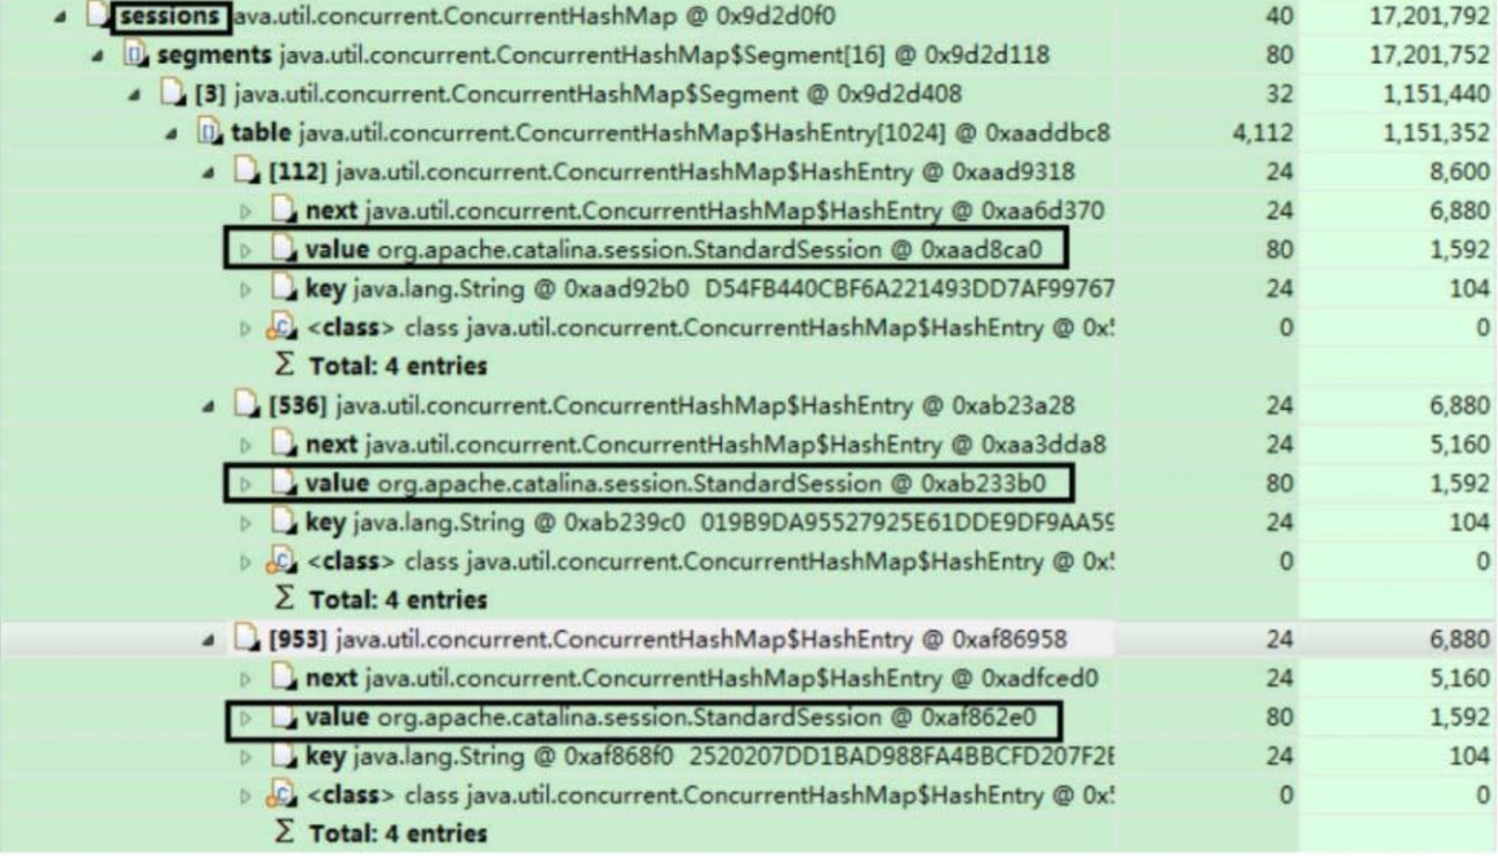 sessions ava.util.concurrent.ConcurrentHashMap @ 0x9d2d0f0 40 17,201,792
segments java.util.concurrent.ConcurrentHashMap$Segment[16] @ 0x9d2d118 80 17,201,752
[3] java.util.concurrent.ConcurrentHashMap$Segment @ 0x9d2d408 32 1,151,440
table java.util.concurrent.ConcurrentHashMap$HashEntry[1024] @ 0xaaddbc8 4,112 1,151,352
[112] java.util.concurrent.ConcurrentHashMap$HashEntry @ 0xaad9318 24 8,600
next java.util.concurrent.ConcurrentHashMap$HashEntry @ 0xaa6d370 24 6,880
value org.apache.catalina.session.StandardSession @ 0xaad8ca0 80 1,592
key java.lang.String @ 0xaad92b0 D54FB440CBF6A221493DD7AF99767 24 104
<class> class java.util.concurrent.ConcurrentHashMap$HashEntry @ 0x 0 0
Σ Total: 4 entries
[536] java.util.concurrent.ConcurrentHashMap$HashEntry @ 0xab23a28 24 6,880
next java.util.concurrent.ConcurrentHashMap$HashEntry @ 0xaa3dda8 24 5,160
value org.apache.catalina.session.StandardSession @ 0xab233b0 80 1,592
key java.lang.String @ 0xab239c0 019B9DA95527925E61DDE9DF9AA59 24 104
<class> class java.util.concurrent.ConcurrentHashMap$HashEntry @ 0x 0 0
Σ Total: 4 entries
[953] java.util.concurrent.ConcurrentHashMap$HashEntry @ 0xaf86958 24 6,880
next java.util.concurrent.ConcurrentHashMap$HashEntry @ 0xadfced0 24 5,160
value org.apache.catalina.session.StandardSession @ 0xaf862e0 80 1,592
key java.lang.String @ 0xaf868f0 2520207DD1BAD988FA4BBCFD207F2 24 104
<class> class java.util.concurrent.ConcurrentHashMap$HashEntry @ 0x 0 0
Σ Total: 4 entries